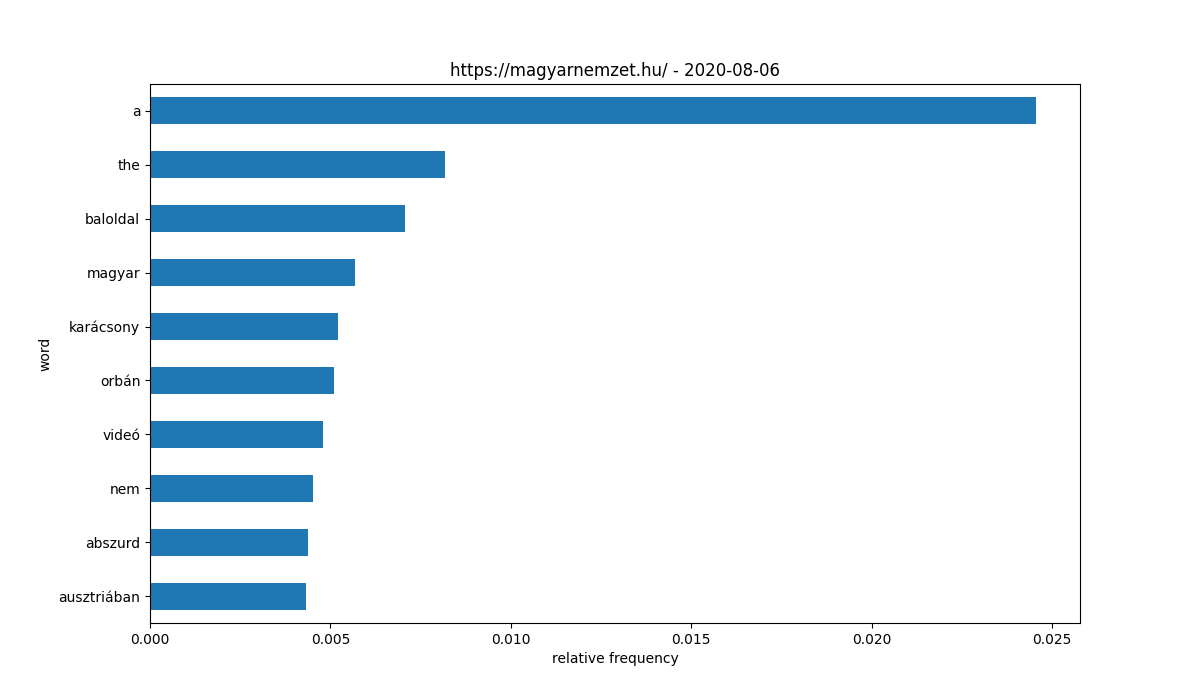 https://magyarnemzet.hu/ - 2020-08-06
a
the
baloldal
magyar
karácsony
orbán
videó
nem
abszurd
ausztriában
word
0.000 0.005 0.010 0.015 0.020 0.025
relative frequency